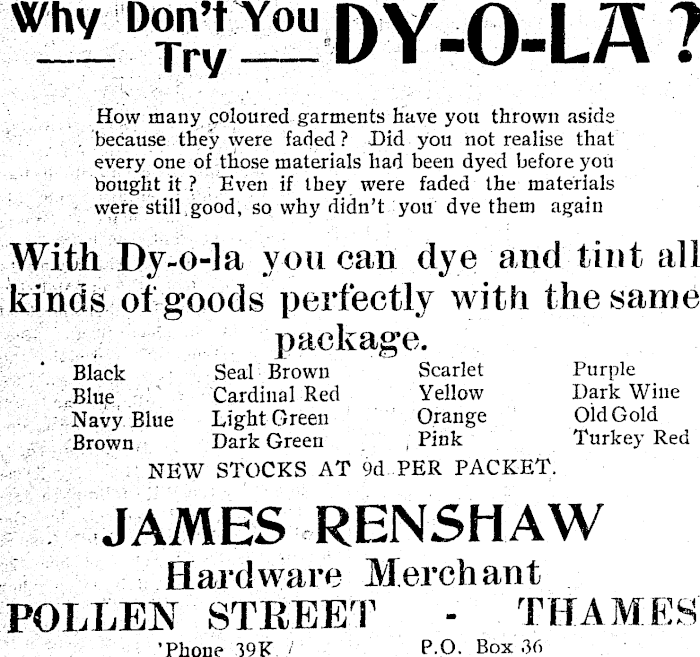 Why Don't You
Try DY-O-LA?
How many coloured garments have you thrown aside
because they were faded? Did you not realise that
every one of those materials had been dyed before you
bought it? Even if they were faded the materials
were still good, so why didn't you dye them again
With Dy-o-la you can dye and tint all
kinds of goods perfectly with the same
package.
Black Seal Brown Scarlet Purple
Blue Cardinal Red Yellow Dark Wine
Navy Blue Light Green Orange Old Gold
Brown Dark Green Pink Turkey Red
NEW STOCKS AT 9d PER PACKET.
JAMES RENSHAW
Hardware Merchant
POLLEN STREET - THAMES
'Phone 39K P.O. Box 36